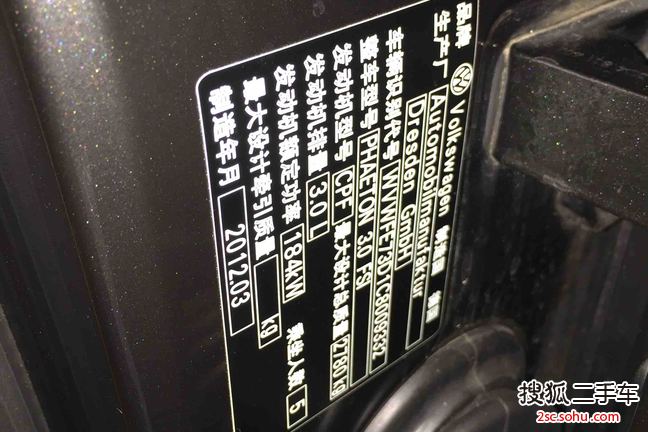 品牌 Volkswagen 制造国 德国
生产厂 Automobilmanufaktur
Dresden GmbH
车辆识别代号 WVWFF73D7C8009332
整车型号 PHAETON 3.0 FS
发动机型号 CPF 最大设计总质量 2780 kg
发动机排量 3.0 L
发动机额定功率 184kW
最大设计牵引质量 kg 乘坐人数 5
制造年月 2012.03
搜狐二手车
2sc.sohu.com